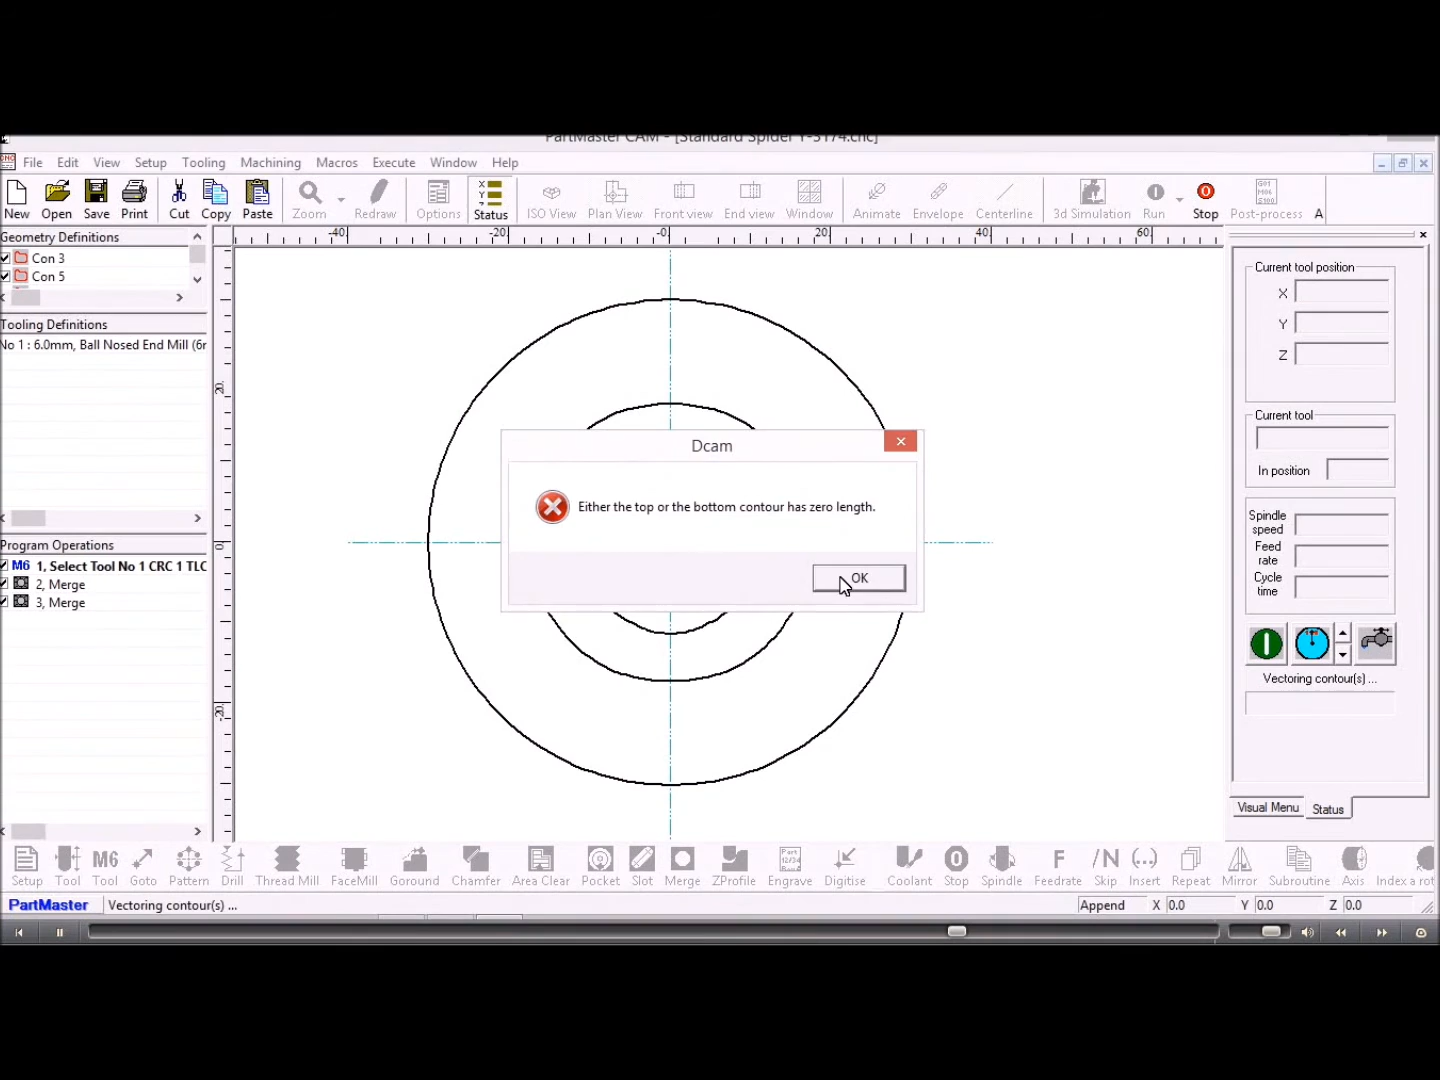 PartMaster CAM - [Standard Spider Y-3174.cnc]
File Edit View Setup Tooling Machining Macros Execute Window Help
New Open Save Print Cut Copy Paste Zoom Redraw Options Status ISO View Plan View Front view End view Window Animate Envelope Centerline 3d Simulation Run Stop Post-process A
Geometry Definitions
Con 3
Con 5
Tooling Definitions
No 1 : 6.0mm, Ball Nosed End Mill (6r
Program Operations
M6 1, Select Tool No 1 CRC 1 TLC
2, Merge
3, Merge
-40 -20 -0 20 40 60
20
0
-20
Dcam
Either the top or the bottom contour has zero length.
OK
Current tool position
X
Y
Z
Current tool
In position
Spindle speed
Feed rate
Cycle time
Vectoring contour(s) ...
Visual Menu Status
Setup Tool M6 Tool Goto Pattern Drill Thread Mill FaceMill Goround Chamfer Area Clear Pocket Slot Merge ZProfile Engrave Digitise Coolant Stop Spindle Feedrate Skip Insert Repeat Mirror Subroutine Axis Index a rot
PartMaster Vectoring contour(s) ... Append X 0.0 Y 0.0 Z 0.0